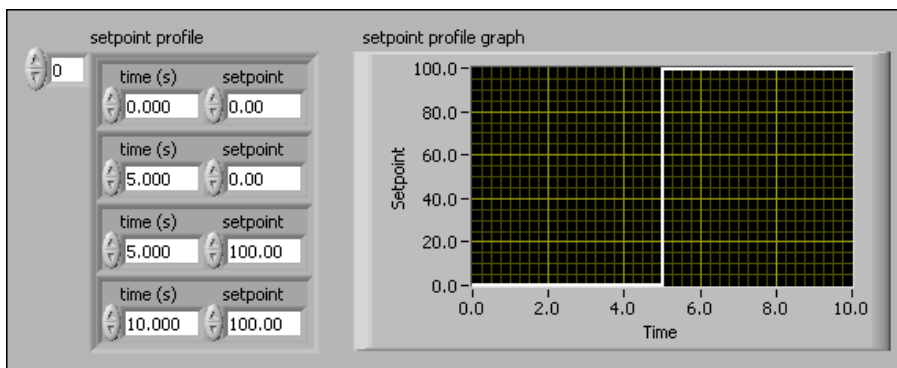 setpoint profile
0
time (s) setpoint
0.000 0.00
time (s) setpoint
5.000 0.00
time (s) setpoint
5.000 100.00
time (s) setpoint
10.000 100.00
setpoint profile graph
Setpoint
100.0
80.0
60.0
40.0
20.0
0.0
0.0 2.0 4.0 6.0 8.0 10.0
Time